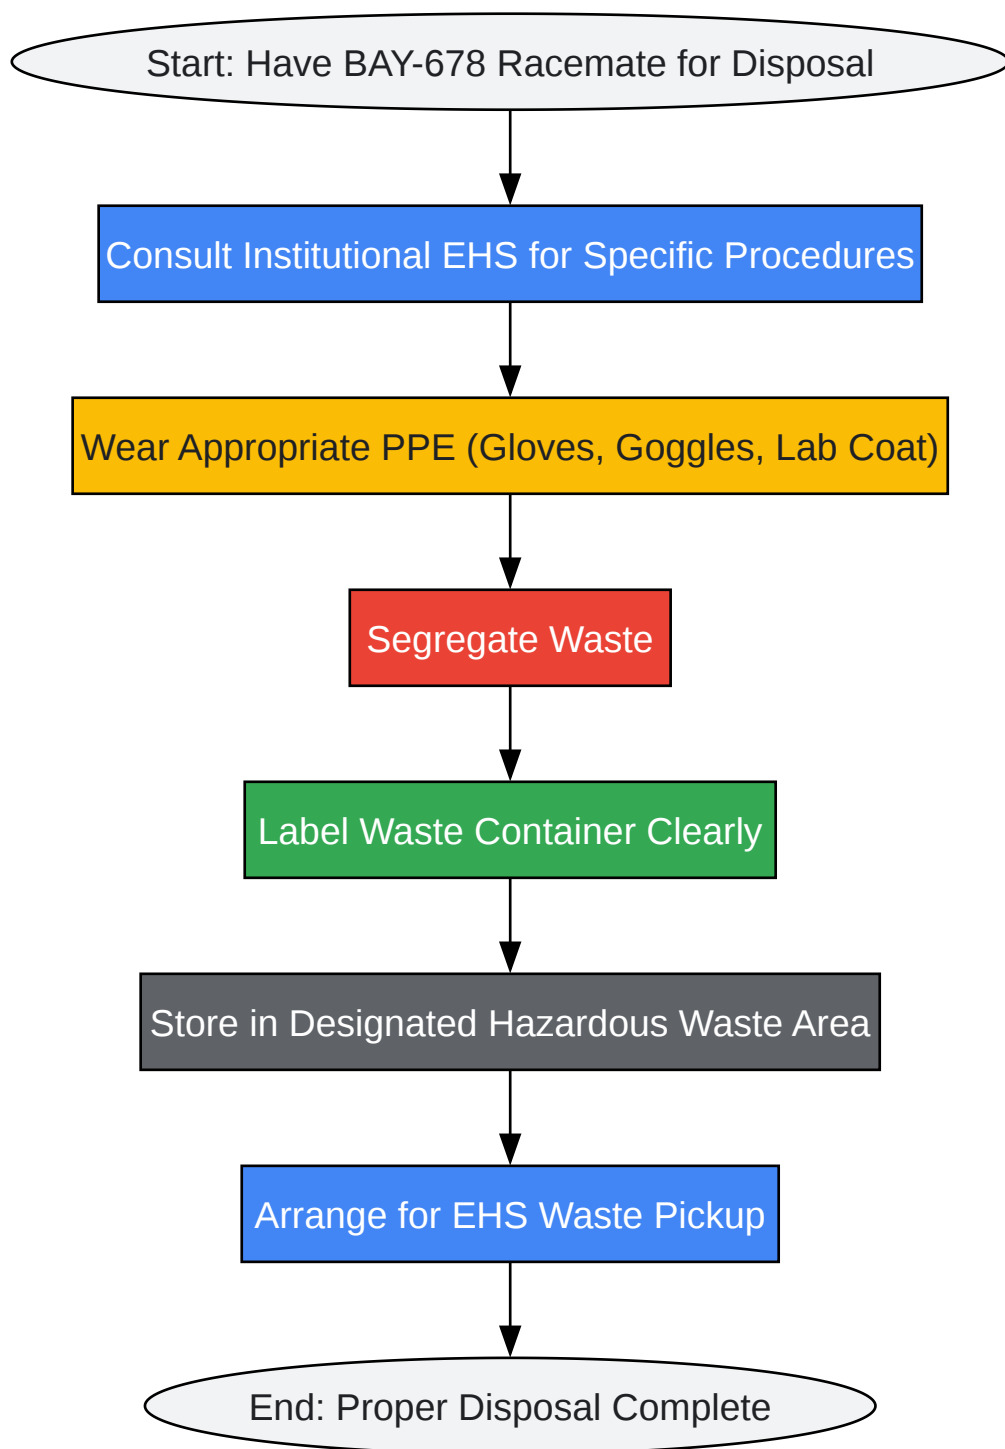 Start: Have BAY-678 Racemate for Disposal
Consult Institutional EHS for Specific Procedures
Wear Appropriate PPE (Gloves, Goggles, Lab Coat)
Segregate Waste
Label Waste Container Clearly
Store in Designated Hazardous Waste Area
Arrange for EHS Waste Pickup
End: Proper Disposal Complete